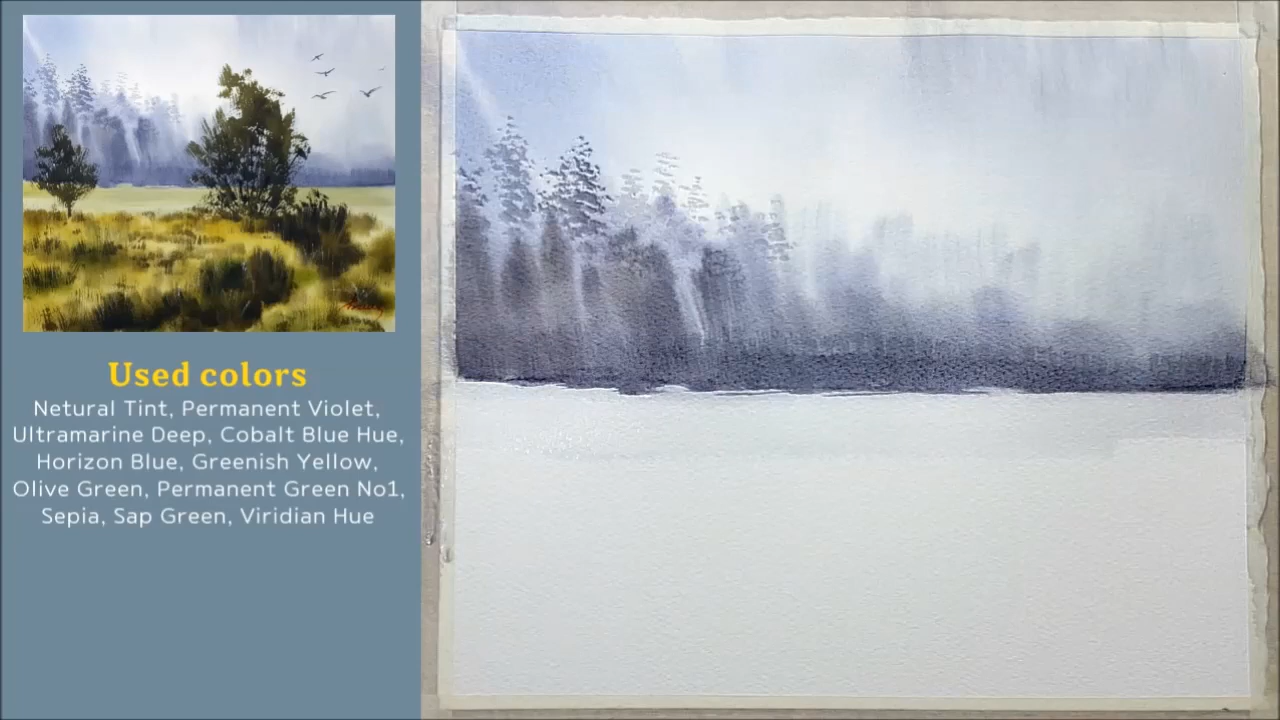 Used colors
Netural Tint, Permanent Violet,
Ultramarine Deep, Cobalt Blue Hue,
Horizon Blue, Greenish Yellow,
Olive Green, Permanent Green No1,
Sepia, Sap Green, Viridian Hue